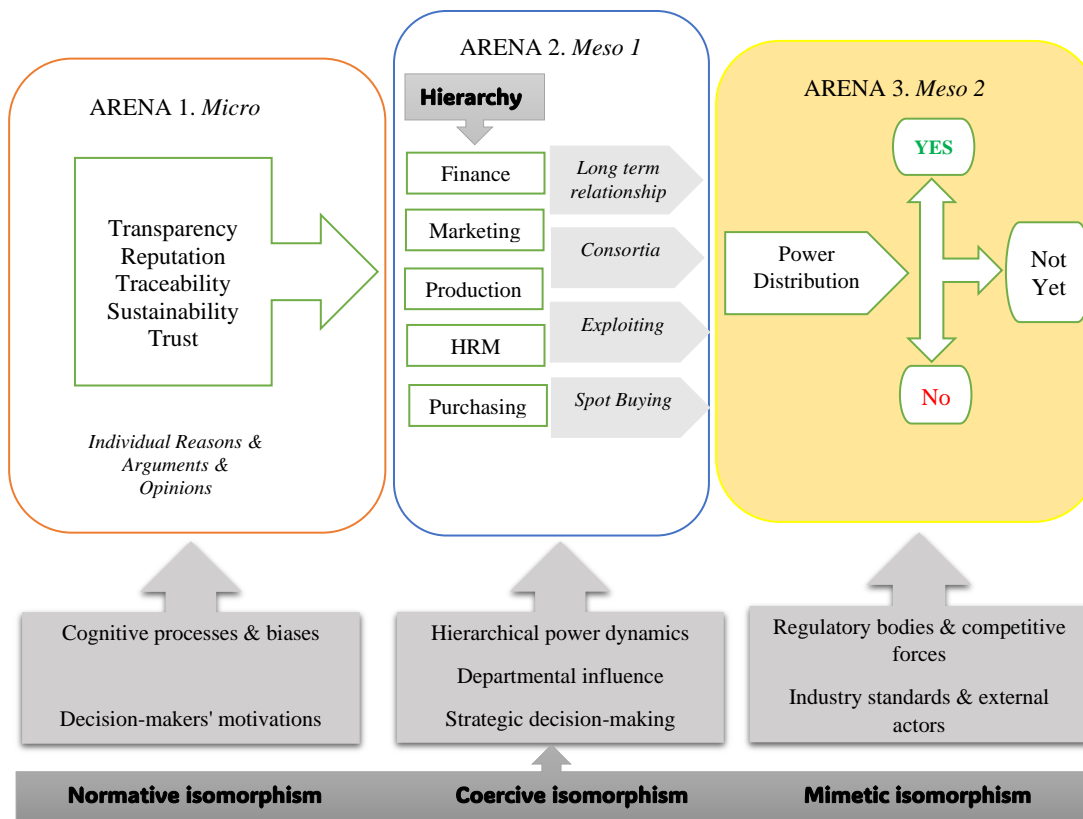 ARENA 1. Micro
Transparency
Reputation
Traceability
Sustainability
Trust
Individual Reasons &
Arguments &
Opinions
ARENA 2. Meso 1
Hierarchy
Finance
Marketing
Production
HRM
Purchasing
Long term
relationship
Consortia
Exploiting
Spot Buying
ARENA 3. Meso 2
YES
Power
Distribution
Not
Yet
No
Cognitive processes & biases
Decision-makers' motivations
Hierarchical power dynamics
Departmental influence
Strategic decision-making
Regulatory bodies & competitive
forces
Industry standards & external
actors
Normative isomorphism
Coercive isomorphism
Mimetic isomorphism